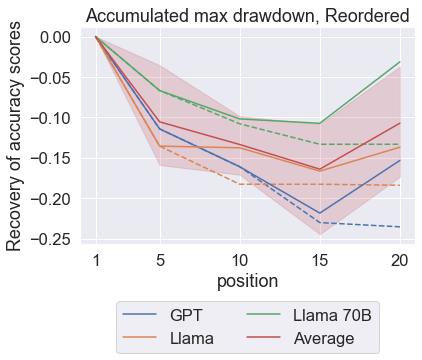 Accumulated max drawdown, Reordered
Recovery of accuracy scores
0.00
−0.05
−0.10
−0.15
−0.20
−0.25
1 5 10 15 20
position
GPT Llama 70B
Llama Average